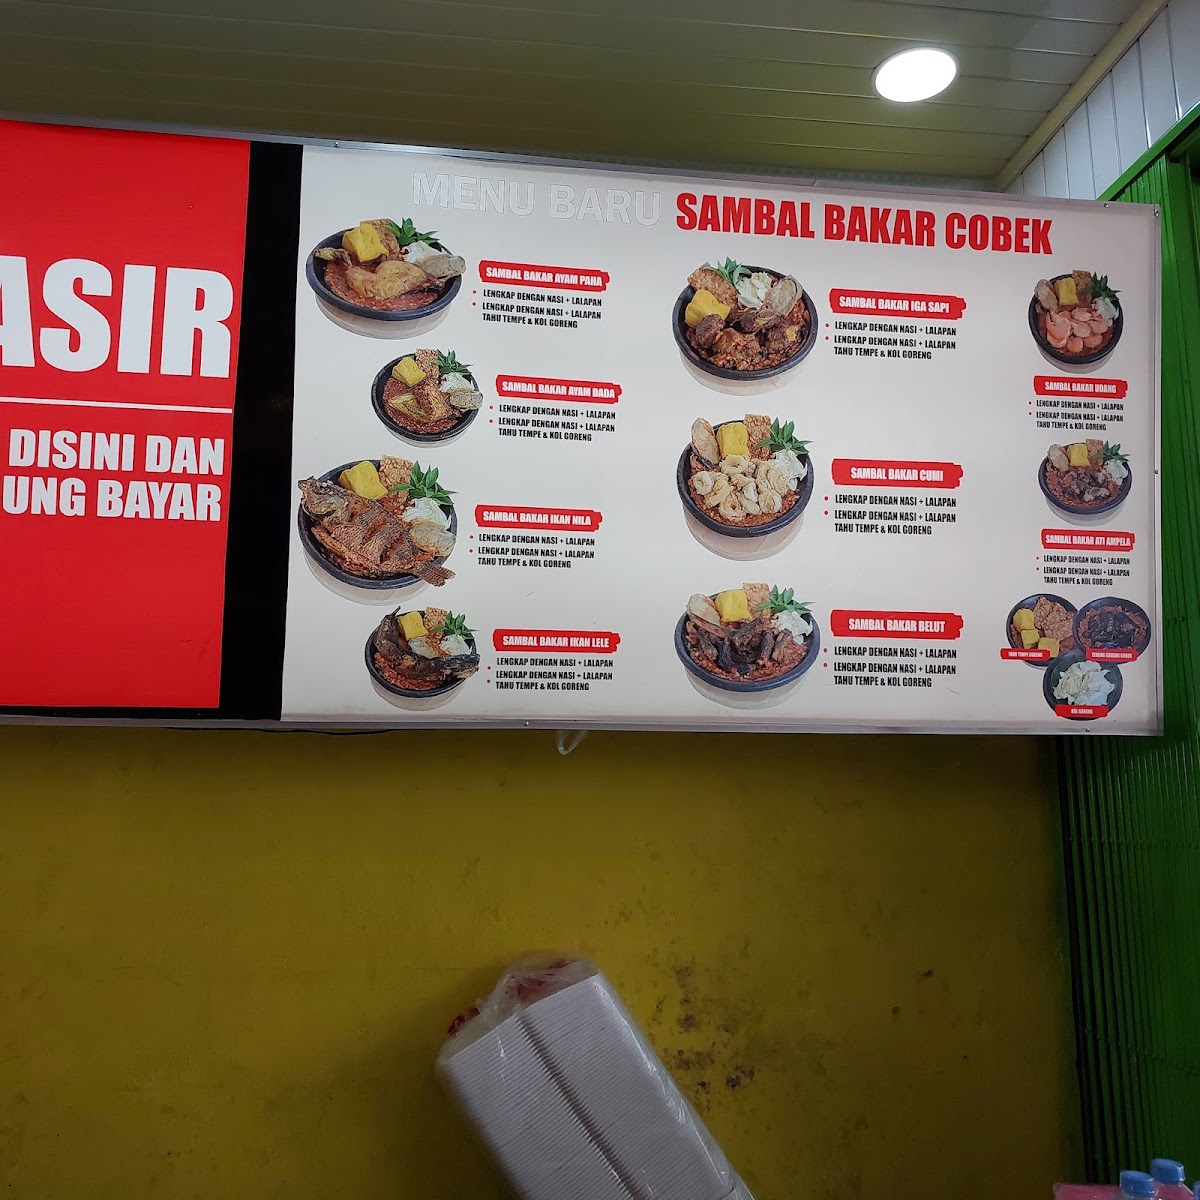 ASIR
DISINI DAN
UNG BAYAR
MENU BARU SAMBAL BAKAR COBEK
SAMBAL BAKAR AYAM PAHA
LENGKAP DENGAN NASI + LALAPAN
LENGKAP DENGAN NASI + LALAPAN
TAHU TEMPE & KOL GORENG
SAMBAL BAKAR AYAM DADA
LENGKAP DENGAN NASI + LALAPAN
LENGKAP DENGAN NASI + LALAPAN
TAHU TEMPE & KOL GORENG
SAMBAL BAKAR IKAN NILA
LENGKAP DENGAN NASI + LALAPAN
LENGKAP DENGAN NASI + LALAPAN
TAHU TEMPE & KOL GORENG
SAMBAL BAKAR IKAN LELE
LENGKAP DENGAN NASI + LALAPAN
LENGKAP DENGAN NASI + LALAPAN
TAHU TEMPE & KOL GORENG
SAMBAL BAKAR IGA SAPI
LENGKAP DENGAN NASI + LALAPAN
LENGKAP DENGAN NASI + LALAPAN
TAHU TEMPE & KOL GORENG
SAMBAL BAKAR CUMI
LENGKAP DENGAN NASI + LALAPAN
LENGKAP DENGAN NASI + LALAPAN
TAHU TEMPE & KOL GORENG
SAMBAL BAKAR BELUT
LENGKAP DENGAN NASI + LALAPAN
LENGKAP DENGAN NASI + LALAPAN
TAHU TEMPE & KOL GORENG
SAMBAL BAKAR UDANG
LENGKAP DENGAN NASI + LALAPAN
LENGKAP DENGAN NASI + LALAPAN
TAHU TEMPE & KOL GORENG
SAMBAL BAKAR ATI AMPELA
LENGKAP DENGAN NASI + LALAPAN
LENGKAP DENGAN NASI + LALAPAN
TAHU TEMPE & KOL GORENG
TAHU TEMPE GORENG
TERONG GORENG COBEK
KOL GORENG